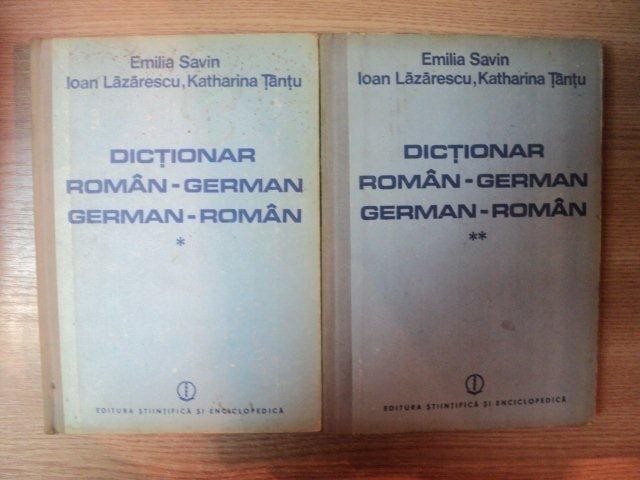 Emilia Savin
Ioan Lăzărescu, Katharina Țânțu
DICȚIONAR
ROMÂN-GERMAN
GERMAN-ROMÂN
*
EDITURA ȘTIINȚIFICĂ ȘI ENCICLOPEDICĂ
Emilia Savin
Ioan Lăzărescu, Katharina Țânțu
DICȚIONAR
ROMÂN-GERMAN
GERMAN-ROMÂN
**
EDITURA ȘTIINȚIFICĂ ȘI ENCICLOPEDICĂ